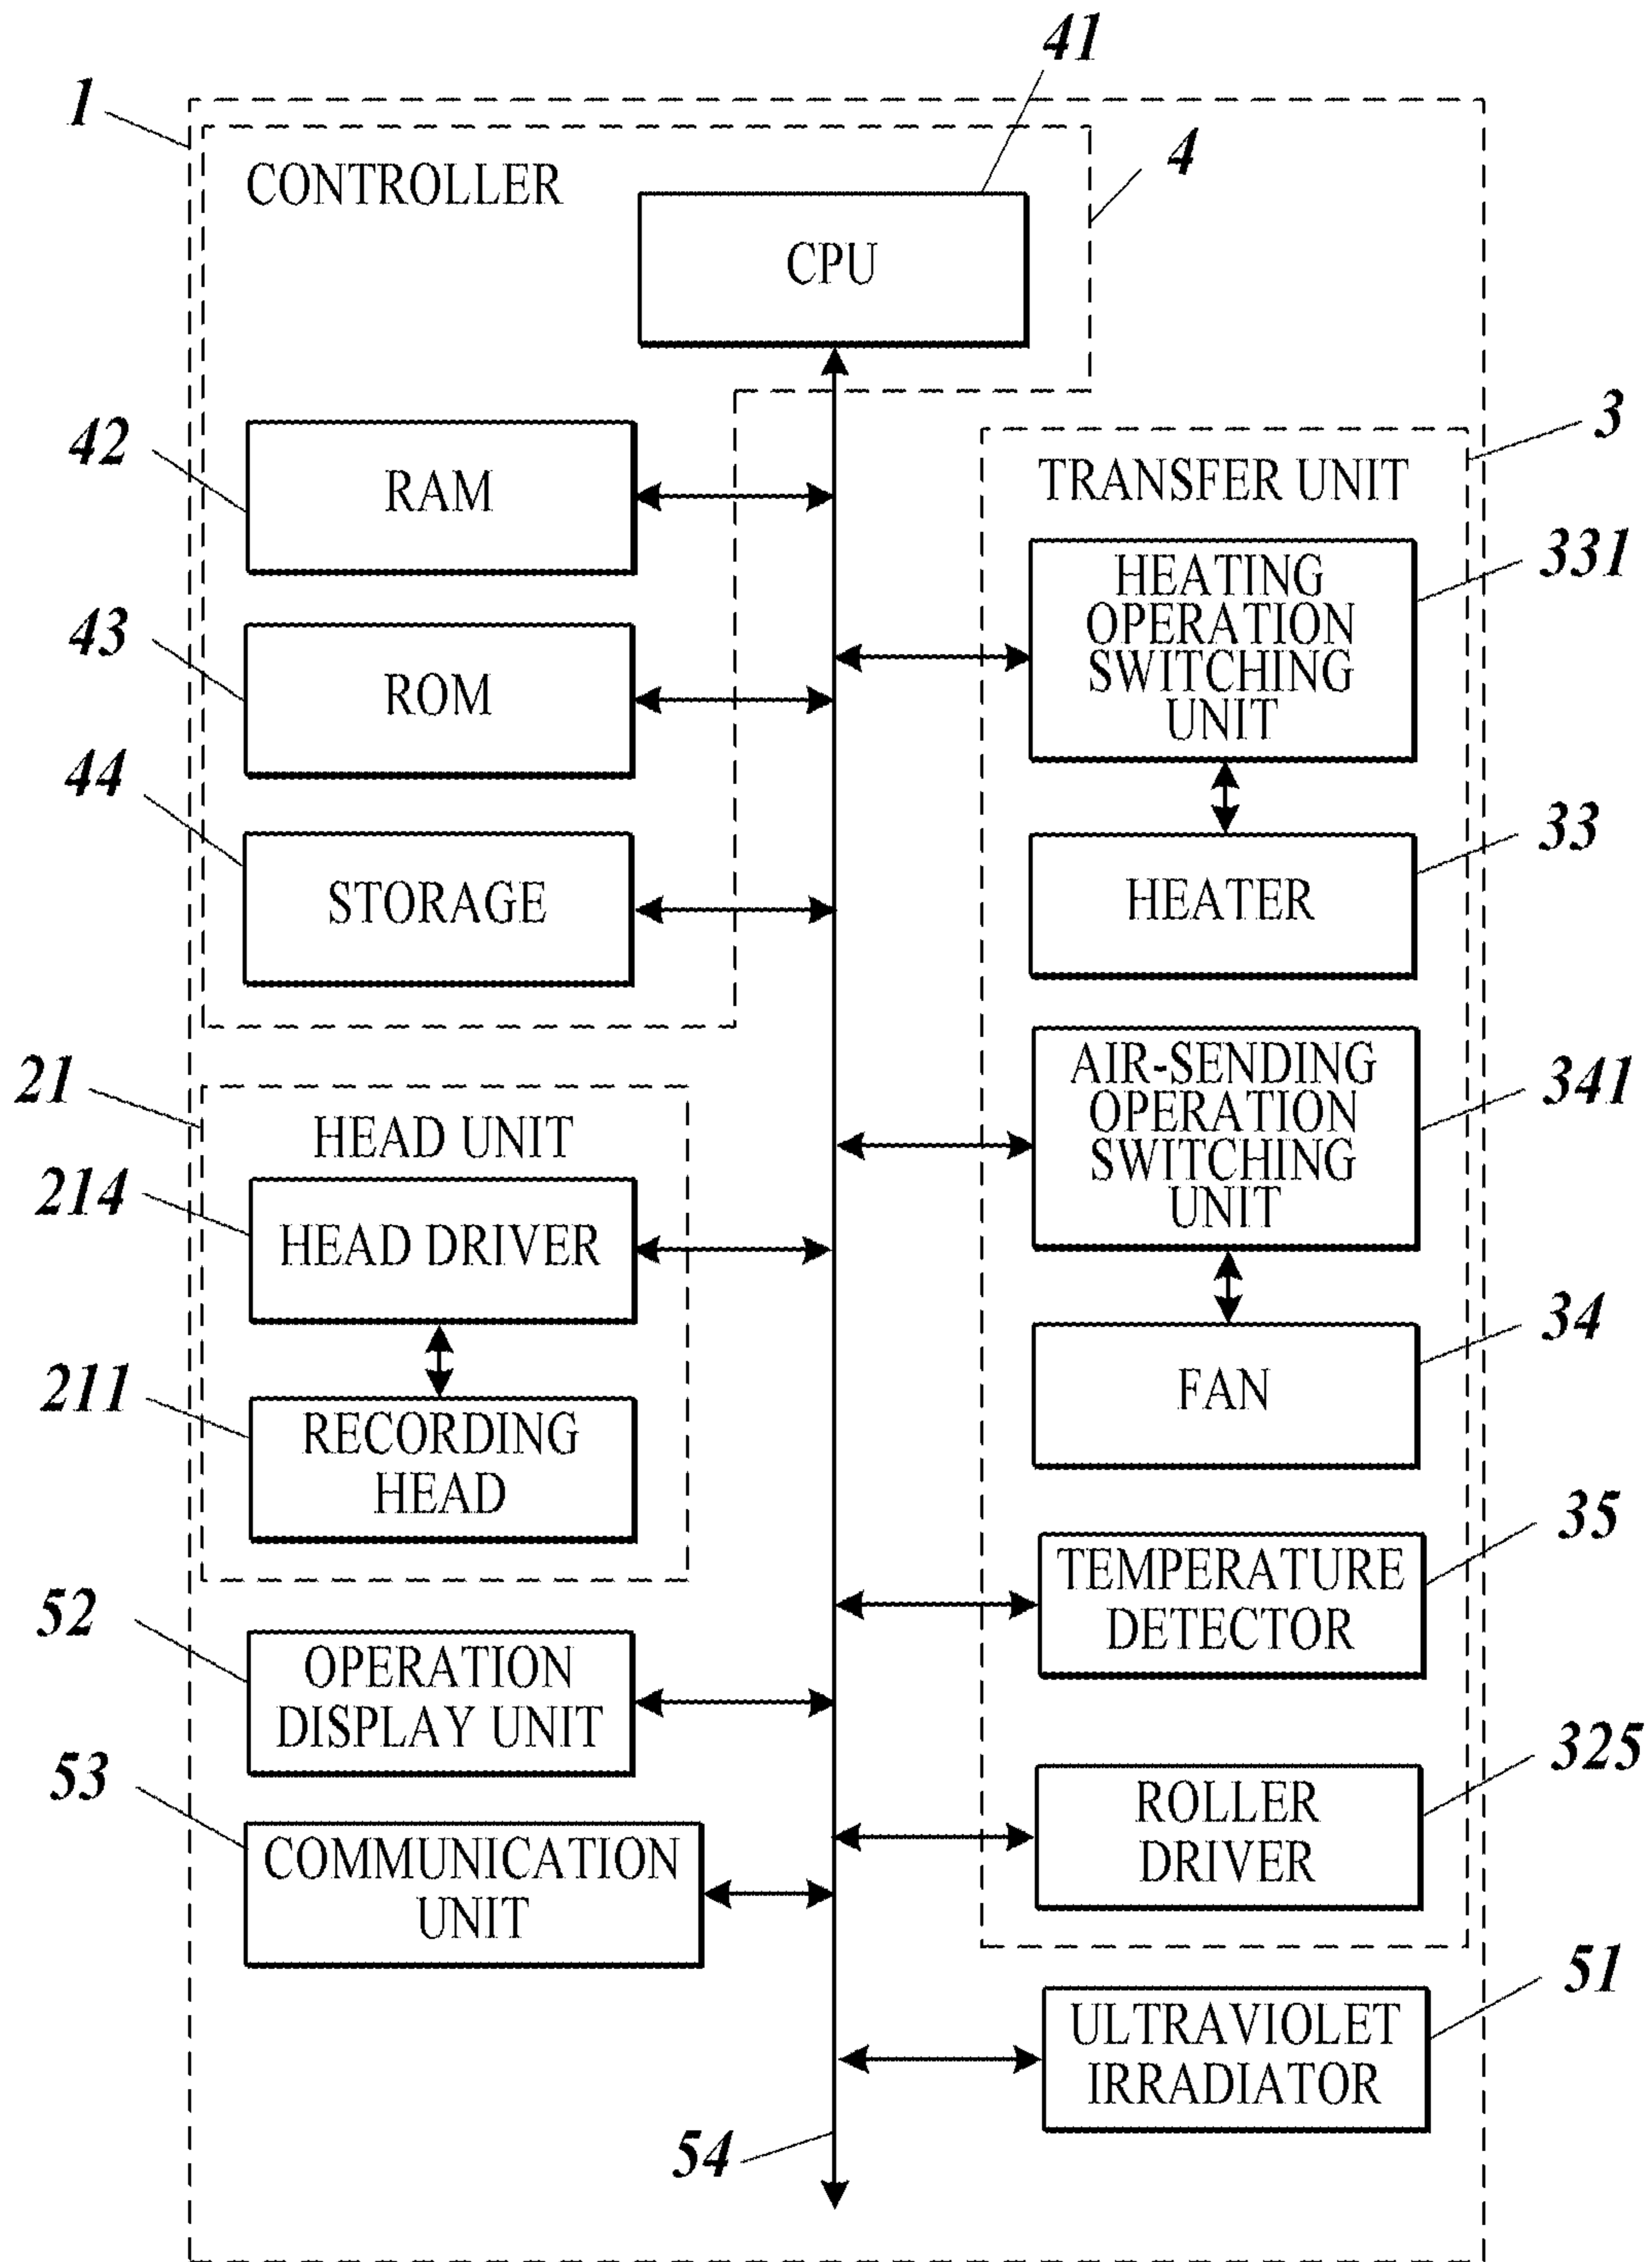 41
1
4
CONTROLLER
CPU
3
42
RAM
TRANSFER UNIT
331
HEATING
OPERATION
SWITCHING
UNIT
43
ROM
44
STORAGE
33
HEATER
21
HEAD UNIT
341
AIR-SENDING
OPERATION
SWITCHING
UNIT
214
HEAD DRIVER
34
FAN
211
RECORDING
HEAD
35
TEMPERATURE
DETECTOR
52
OPERATION
DISPLAY UNIT
325
ROLLER
DRIVER
53
COMMUNICATION
UNIT
51
ULTRAVIOLET
IRRADIATOR
54